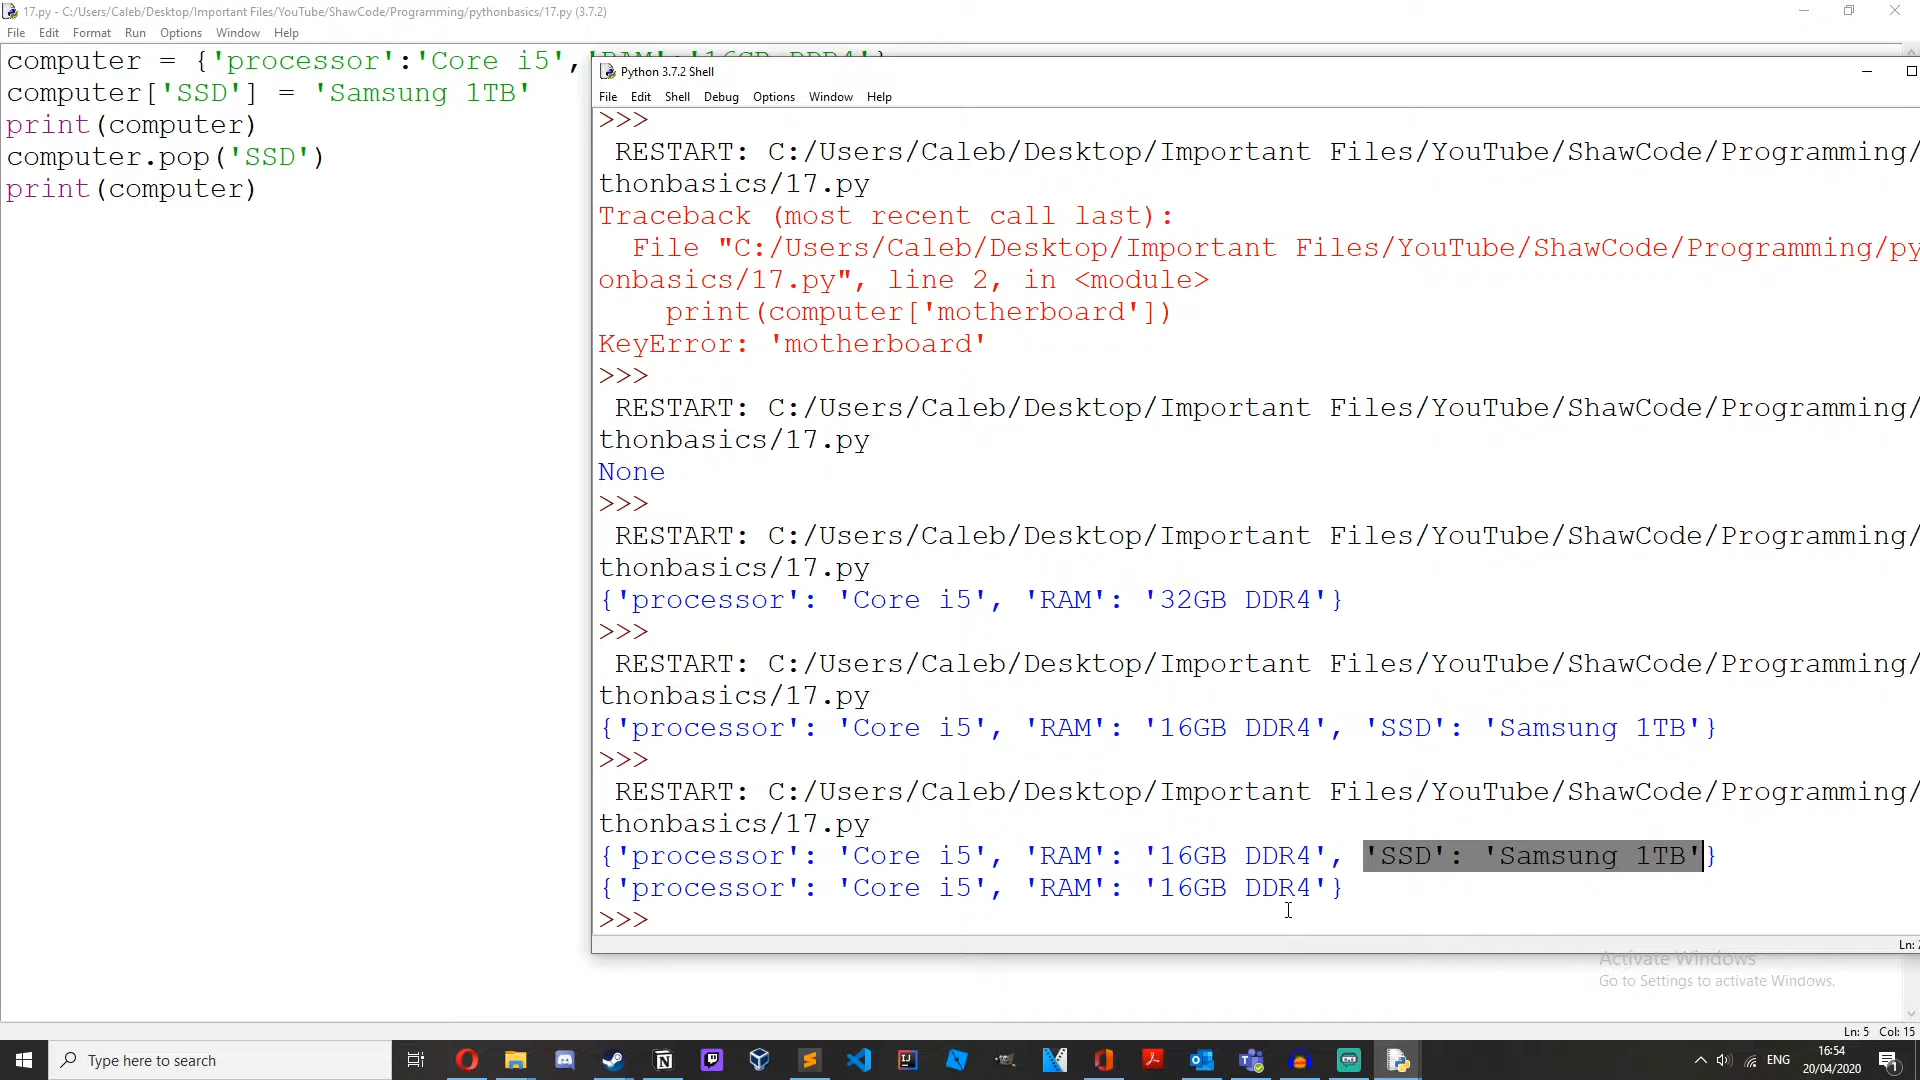 17.py - C:/Users/Caleb/Desktop/Important Files/YouTube/ShawCode/Programming/pythonbasics/17.py (3.7.2)
File Edit Format Run Options Window Help
computer = {'processor':'Core i5','RAM':'16GB DDR4'}
computer['SSD'] = 'Samsung 1TB'
print(computer)
computer.pop('SSD')
print(computer)
Python 3.7.2 Shell
File Edit Shell Debug Options Window Help
>>>
RESTART: C:/Users/Caleb/Desktop/Important Files/YouTube/ShawCode/Programming/
thonbasics/17.py
Traceback (most recent call last):
File "C:/Users/Caleb/Desktop/Important Files/YouTube/ShawCode/Programming/py
onbasics/17.py", line 2, in <module>
print(computer['motherboard'])
KeyError: 'motherboard'
>>>
RESTART: C:/Users/Caleb/Desktop/Important Files/YouTube/ShawCode/Programming/
thonbasics/17.py
None
>>>
RESTART: C:/Users/Caleb/Desktop/Important Files/YouTube/ShawCode/Programming/
thonbasics/17.py
{'processor': 'Core i5', 'RAM': '32GB DDR4'}
>>>
RESTART: C:/Users/Caleb/Desktop/Important Files/YouTube/ShawCode/Programming/
thonbasics/17.py
{'processor': 'Core i5', 'RAM': '16GB DDR4', 'SSD': 'Samsung 1TB'}
>>>
RESTART: C:/Users/Caleb/Desktop/Important Files/YouTube/ShawCode/Programming/
thonbasics/17.py
{'processor': 'Core i5', 'RAM': '16GB DDR4', 'SSD': 'Samsung 1TB'}
{'processor': 'Core i5', 'RAM': '16GB DDR4'}
>>>
Ln:
Activate Windows
Go to Settings to activate Windows.
Ln: 5 Col: 15
Type here to search
ENG
16:54
20/04/2020
1